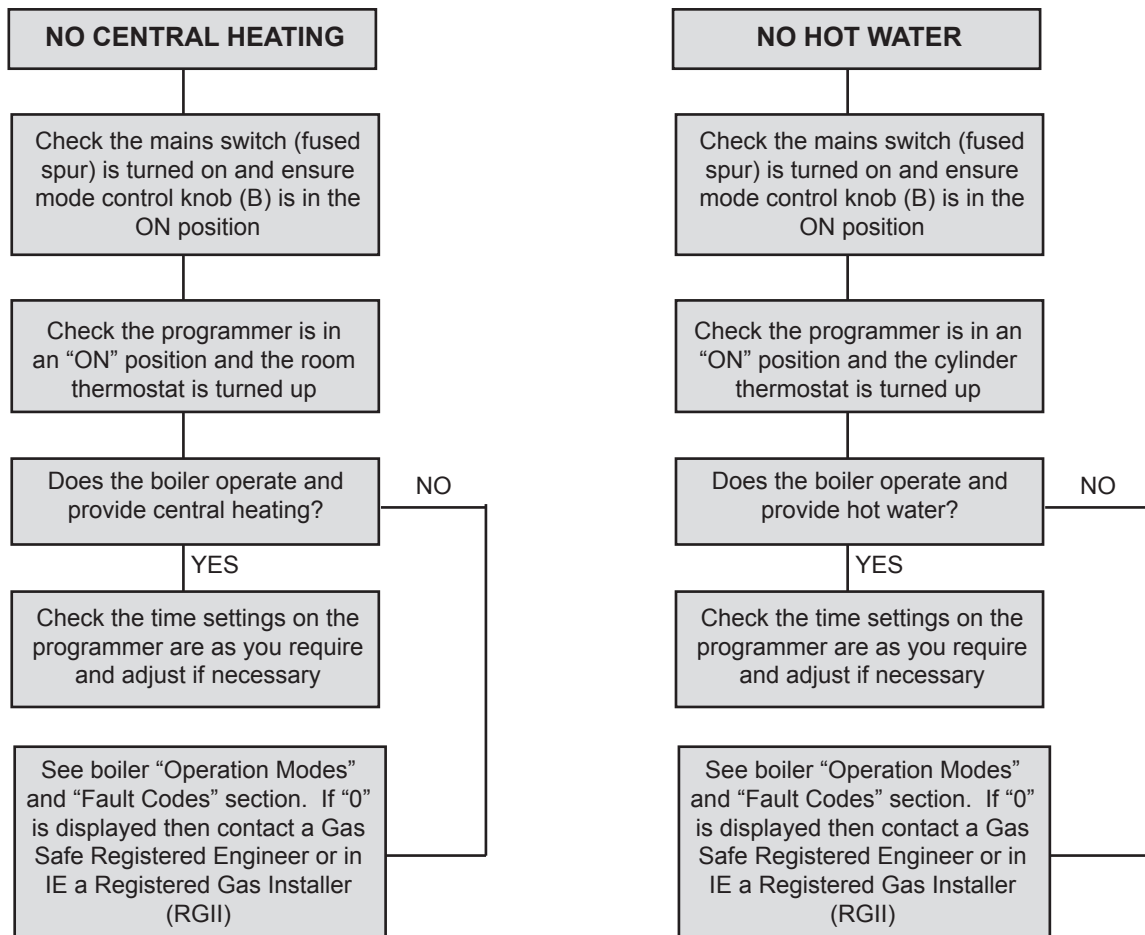 NO CENTRAL HEATING
Check the mains switch (fused
spur) is turned on and ensure
mode control knob (B) is in the
ON position
Check the programmer is in
an “ON” position and the room
thermostat is turned up
Does the boiler operate and
provide central heating?
NO
YES
Check the time settings on the
programmer are as you require
and adjust if necessary
See boiler “Operation Modes”
and “Fault Codes” section.  If “0”
is displayed then contact a Gas
Safe Registered Engineer or in
IE a Registered Gas Installer
(RGII)
NO HOT WATER
Check the mains switch (fused
spur) is turned on and ensure
mode control knob (B) is in the
ON position
Check the programmer is in an
“ON” position and the cylinder
thermostat is turned up
Does the boiler operate and
provide hot water?
NO
YES
Check the time settings on the
programmer are as you require
and adjust if necessary
See boiler “Operation Modes”
and “Fault Codes” section.  If “0”
is displayed then contact a Gas
Safe Registered Engineer or in
IE a Registered Gas Installer
(RGII)